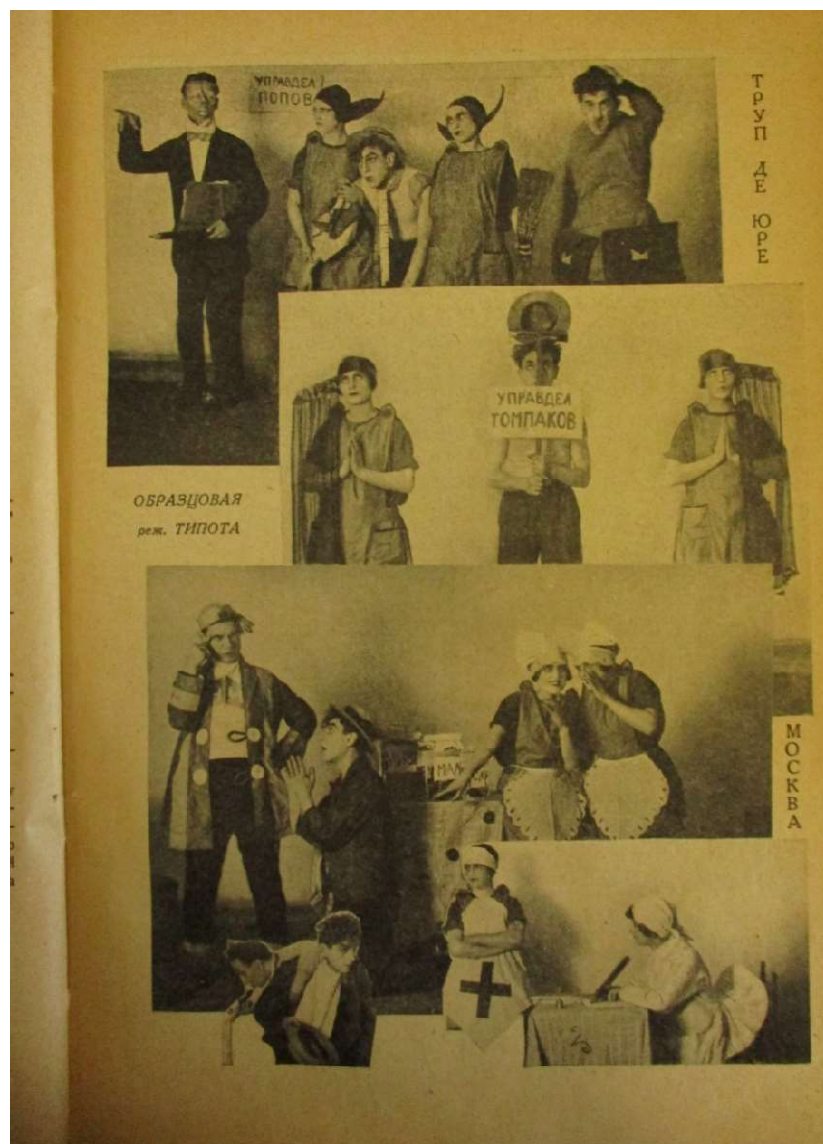 УПРАВДЕЛ
ПОПОВ
ТРУП ДЕ ЮРЕ
УПРАВДЕЛ
ТОМПАКОВ
ОБРАЗЦОВАЯ
реж. ТИПОТА
МОСКВА